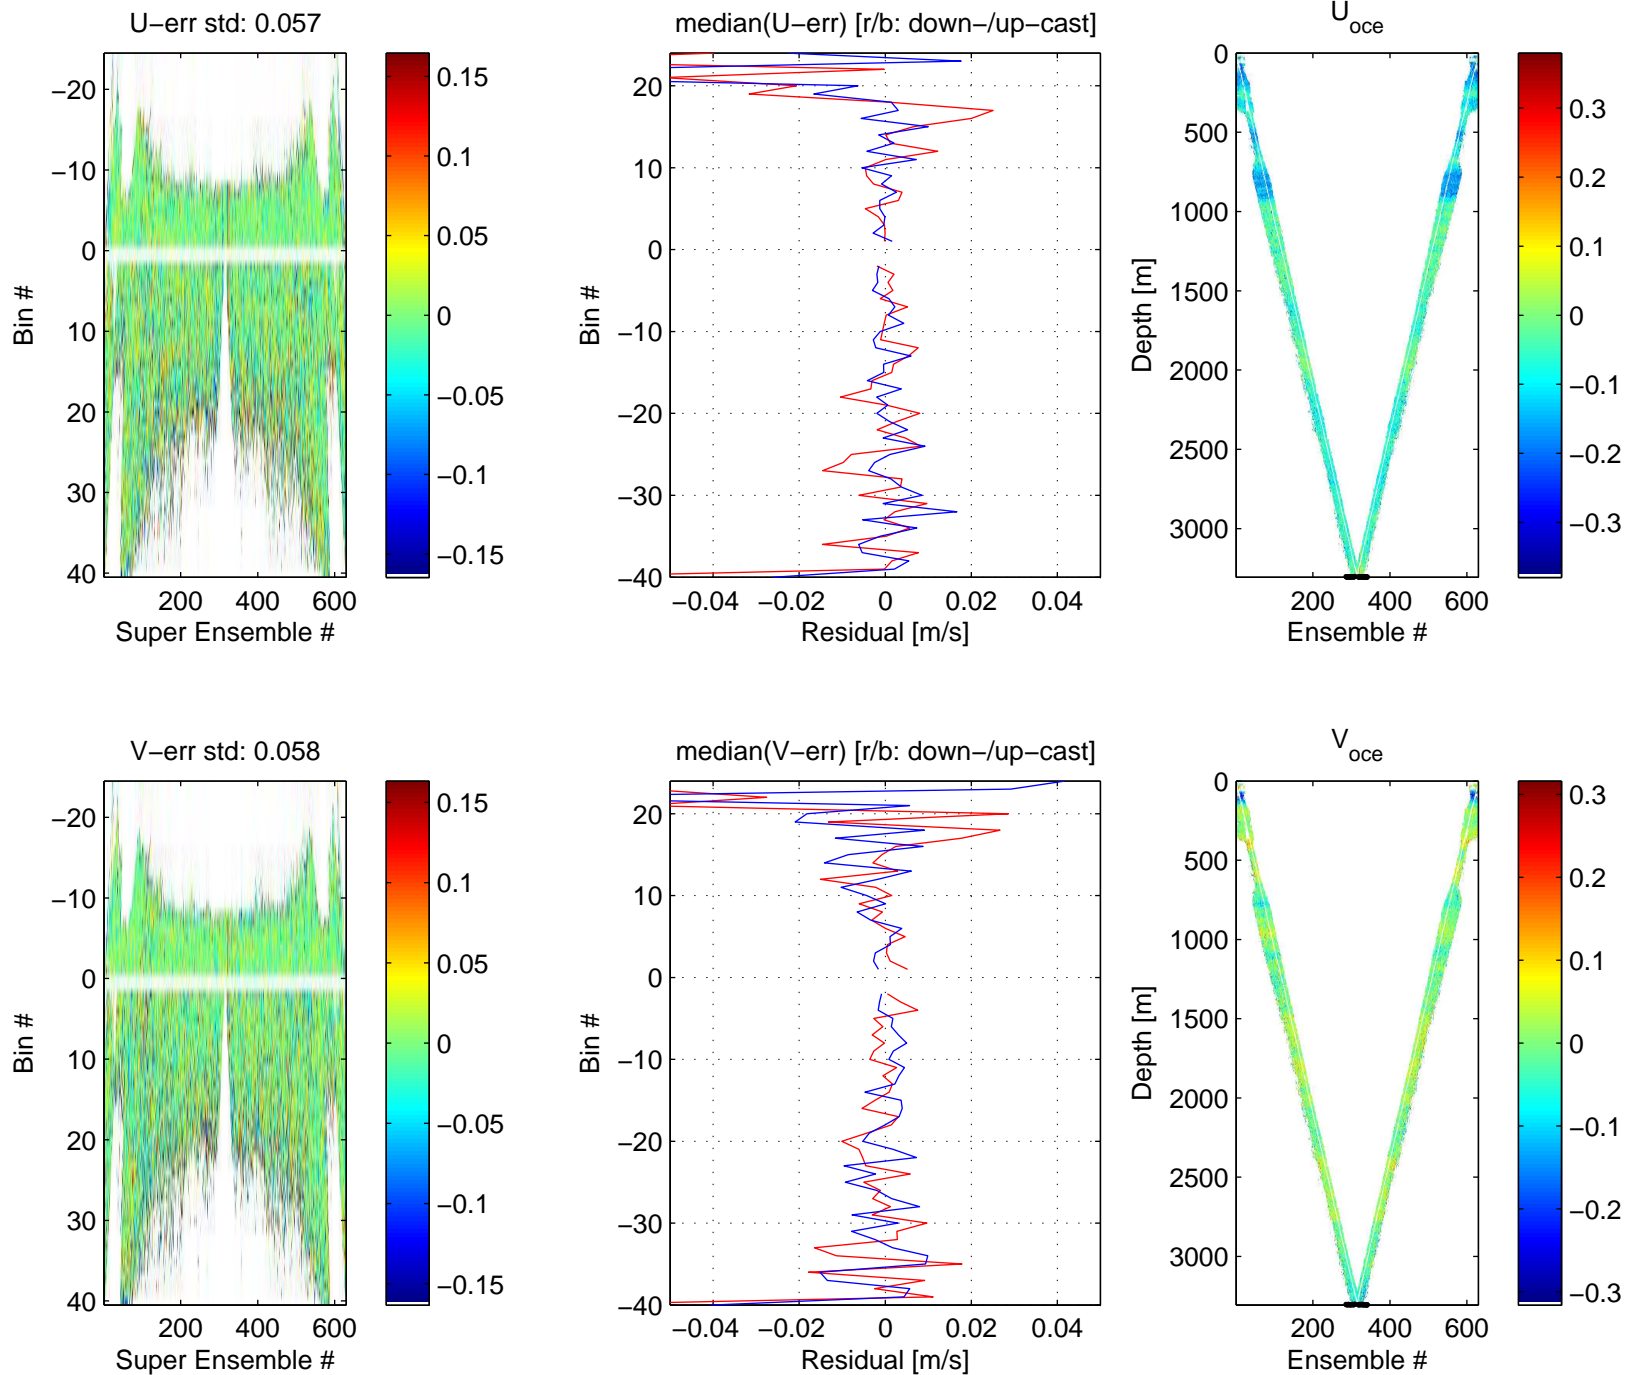 U−err std: 0.057
−20
−10
0
10
20
30
40
Bin #
200 400 600
Super Ensemble #
0.15
0.1
0.05
0
−0.05
−0.1
−0.15
median(U−err) [r/b: down−/up−cast]
20
10
0
−10
−20
−30
−40
Bin #
−0.04 −0.02 0 0.02 0.04
Residual [m/s]
Uoce
0
500
1000
1500
2000
2500
3000
Depth [m]
200 400 600
Ensemble #
0.3
0.2
0.1
0
−0.1
−0.2
−0.3
V−err std: 0.058
−20
−10
0
10
20
30
40
Bin #
200 400 600
Super Ensemble #
0.15
0.1
0.05
0
−0.05
−0.1
−0.15
median(V−err) [r/b: down−/up−cast]
20
10
0
−10
−20
−30
−40
Bin #
−0.04 −0.02 0 0.02 0.04
Residual [m/s]
Voce
0
500
1000
1500
2000
2500
3000
Depth [m]
200 400 600
Ensemble #
0.3
0.2
0.1
0
−0.1
−0.2
−0.3